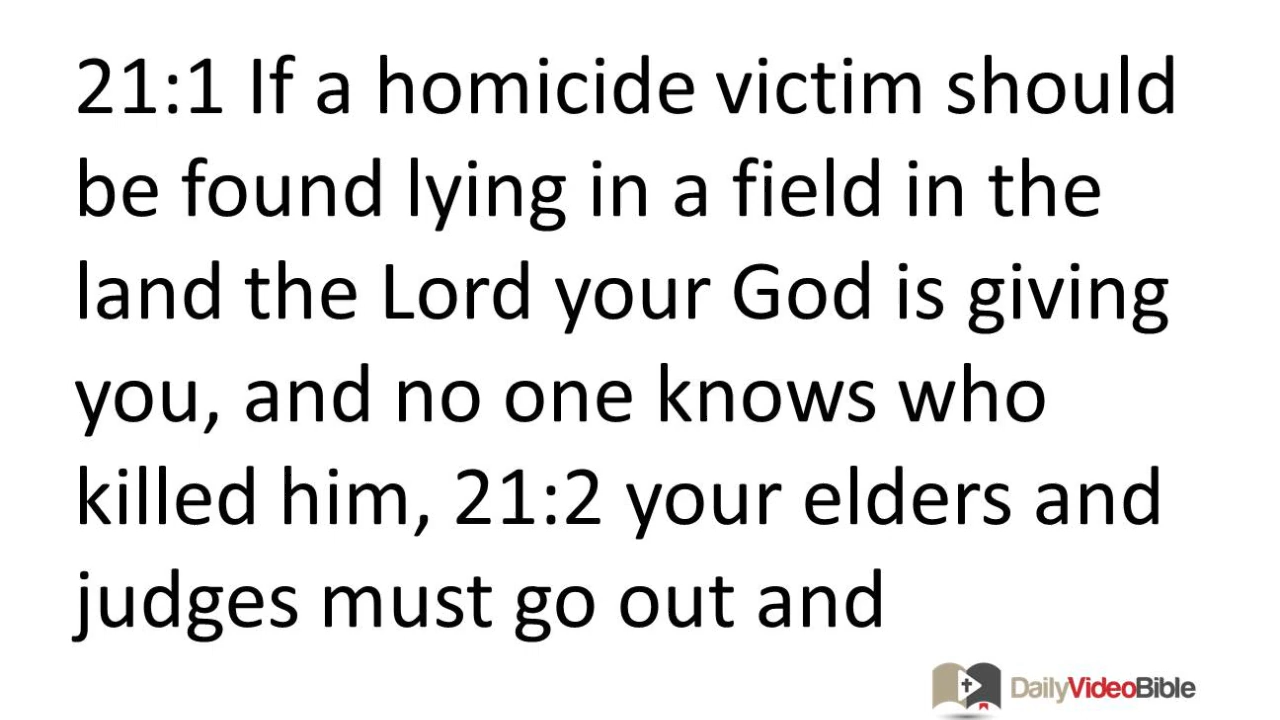 21:1 If a homicide victim should
be found lying in a field in the
land the Lord your God is giving
you, and no one knows who
killed him, 21:2 your elders and
judges must go out and
DailyVideoBible